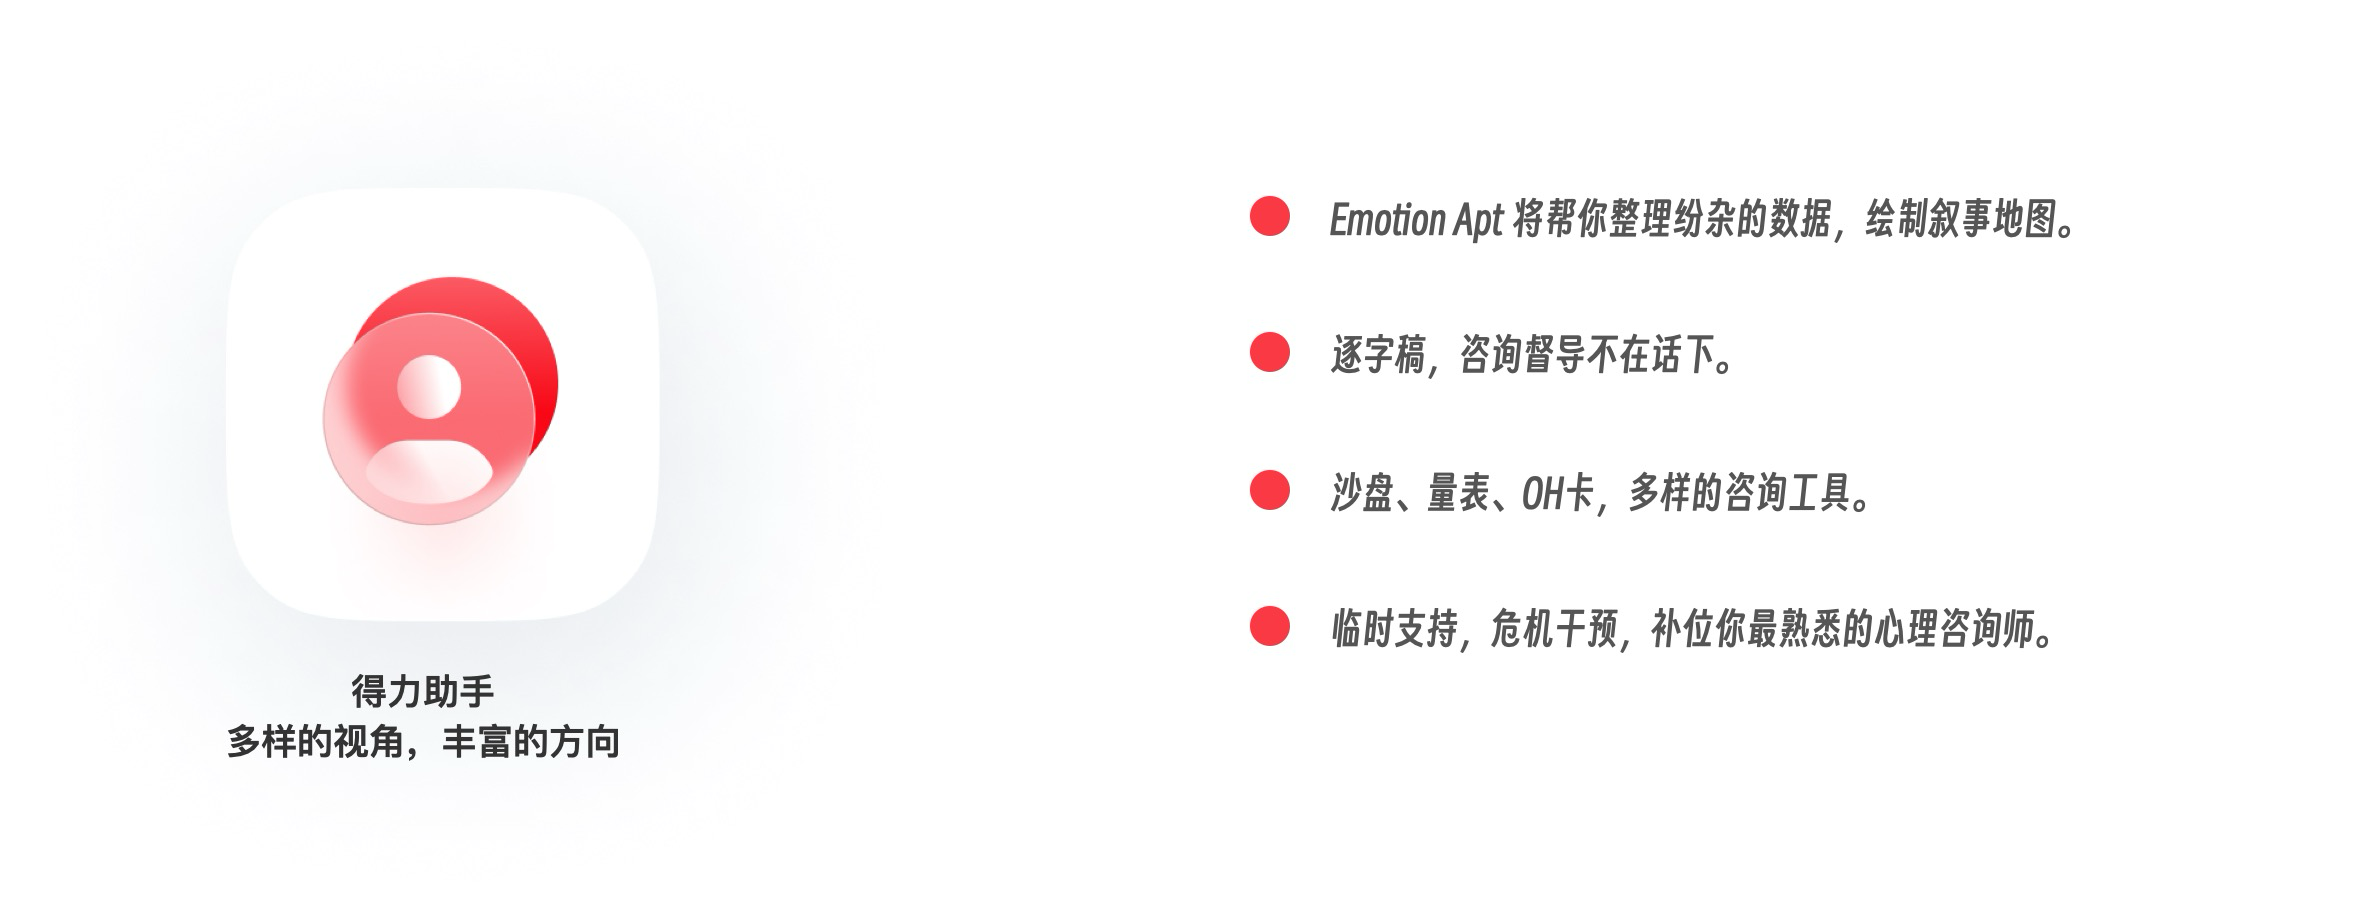 得力助手
多样的视角，丰富的方向
Emotion Apt 将帮你整理纷杂的数据，绘制叙事地图。
逐字稿，咨询督导不在话下。
沙盘、量表、OH卡，多样的咨询工具。
临时支持，危机干预，补位你最熟悉的心理咨询师。